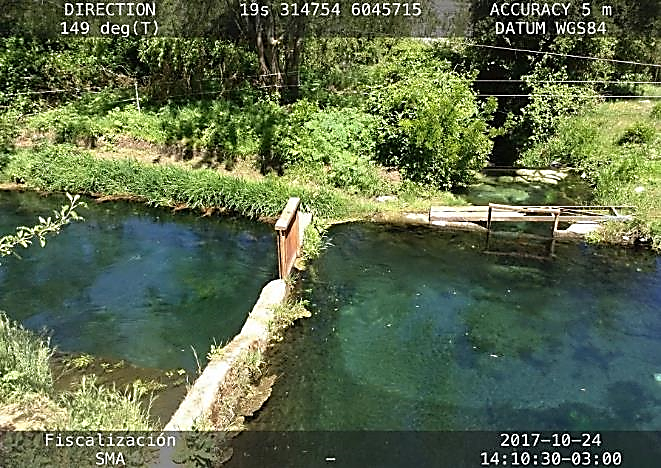 DIRECTION
149 deg(T)
19s 314754 6045715
ACCURACY 5 m
DATUM WGS84
Fiscalización
SMA
–
2017-10-24
14:10:30-03:00